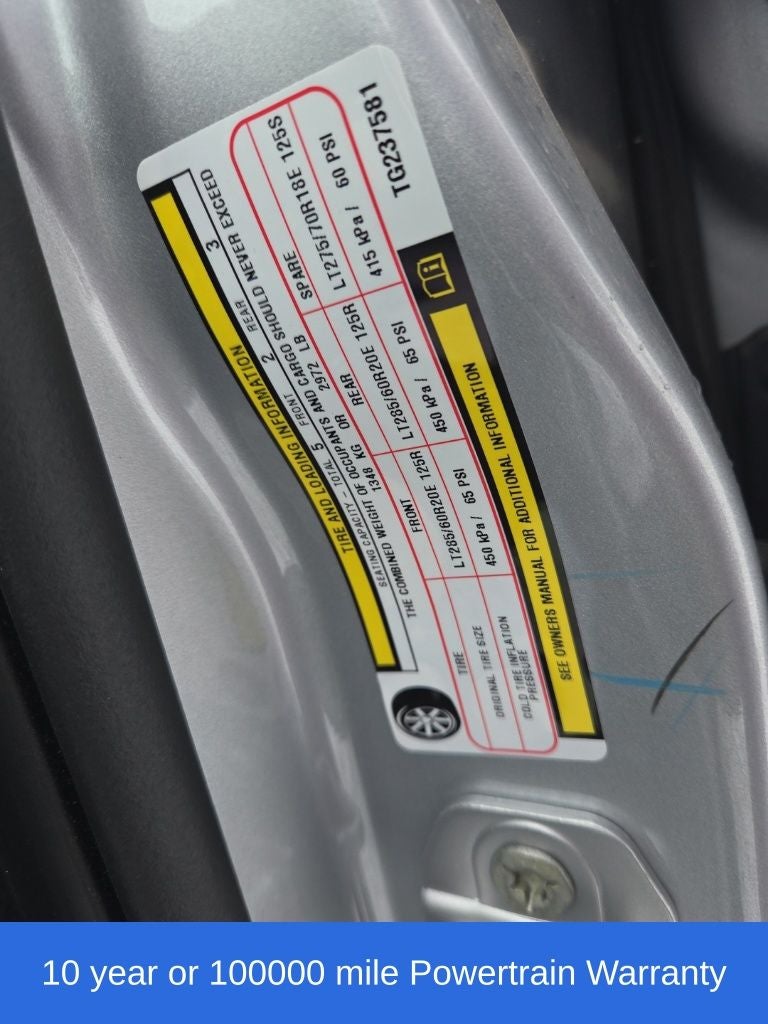 TIRE AND LOADING INFORMATION
SEATING CAPACITY – TOTAL 5 FRONT 2 REAR 3
THE COMBINED WEIGHT OF OCCUPANTS AND CARGO SHOULD NEVER EXCEED
1348 KG OR 2972 LB
TIRE FRONT REAR SPARE
ORIGINAL TIRE SIZE LT285/60R20E 125R LT285/60R20E 125R LT275/70R18E 125S
COLD TIRE INFLATION
PRESSURE 450 kPa / 65 PSI 450 kPa / 65 PSI 415 kPa / 60 PSI
SEE OWNERS MANUAL FOR ADDITIONAL INFORMATION
TG237581
10 year or 100000 mile Powertrain Warranty